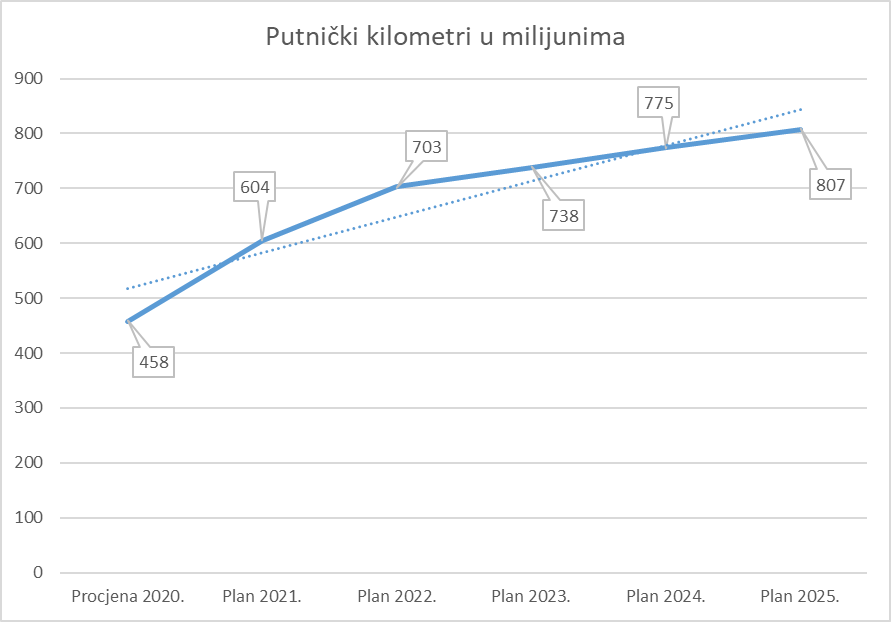 Putnički kilometri u milijunima
900
800
700
600
500
400
300
200
100
0
458
604
703
738
775
807
Procjena 2020.
Plan 2021.
Plan 2022.
Plan 2023.
Plan 2024.
Plan 2025.